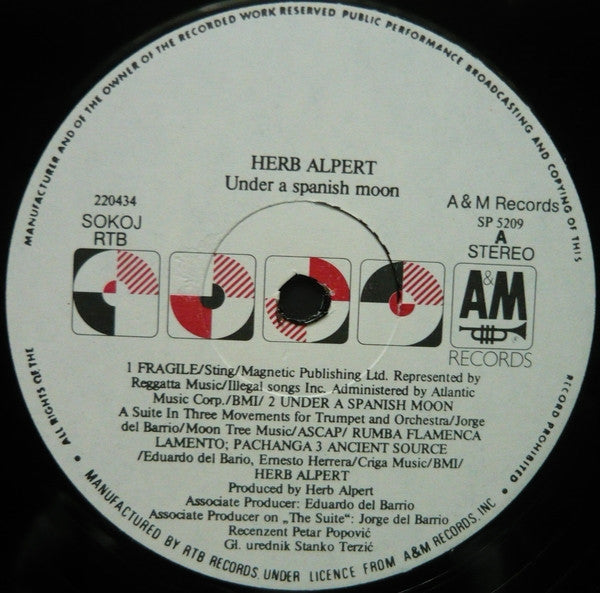 MANUFACTURER AND OF THE OWNER OF THE RECORDED WORK RESERVED PUBLIC PERFORMANCE BROADCASTING AND COPYING OF THIS
HERB ALPERT
Under a spanish moon
220434
SOKOJ
RTB
A & M Records
SP 5209
A
STEREO
A&M
RECORDS
1 FRAGILE/Sting/Magnetic Publishing Ltd. Represented by
Reggatta Music/Illegal songs Inc. Administered by Atlantic
Music Corp./BMI/ 2 UNDER A SPANISH MOON
A Suite In Three Movements for Trumpet and Orchestra/Jorge
del Barrio/Moon Tree Music/ASCAP/ RUMBA FLAMENCA
LAMENTO; PACHANGA 3 ANCIENT SOURCE
/Eduardo del Bario, Ernesto Herrera/Criga Music/BMI/
HERB ALPERT
Produced by Herb Alpert
Associate Producer: Eduardo del Barrio
Associate Producer on „The Suite“: Jorge del Barrio
Recenzent Petar Popović
Gl. urednik Stanko Terzić
RECORD PROHIBITED
• ALL RIGHTS OF THE
• MANUFACTURED BY RTB RECORDS, UNDER LICENCE FROM A&M RECORDS, INC •